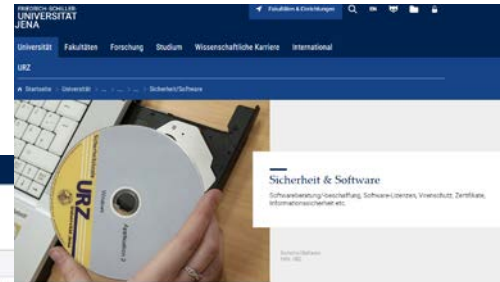 FRIEDRICH-SCHILLER-
UNIVERSITÄT
JENA
Fakultäten & Einrichtungen
EN
Universität Fakultäten Forschung Studium Wissenschaftliche Karriere International
URZ
Startseite > Universität > ... > ... > ... > Sicherheit/Software
URZ
Sicherheit & Software
Softwareberatung/-beschaffung, Software-Lizenzen, Virenschutz, Zertifikate,
Informationssicherheit etc.